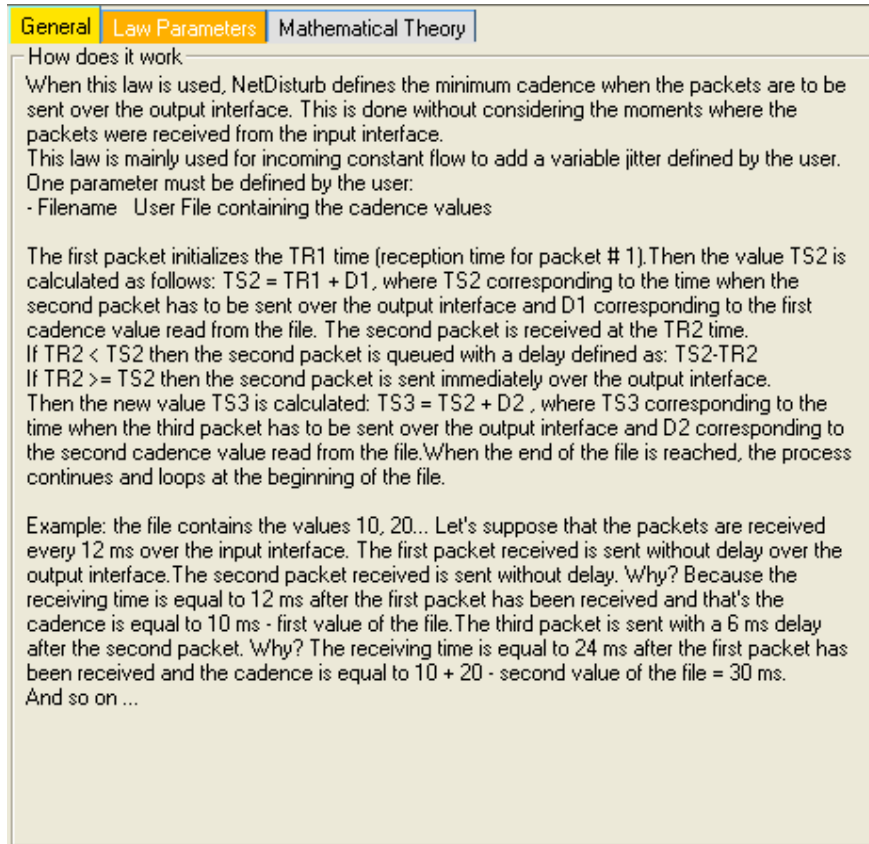 General Law Parameters Mathematical Theory
How does it work
When this law is used, NetDisturb defines the minimum cadence when the packets are to be
sent over the output interface. This is done without considering the moments where the
packets were received from the input interface.
This law is mainly used for incoming constant flow to add a variable jitter defined by the user.
One parameter must be defined by the user:
- Filename User File containing the cadence values
The first packet initializes the TR1 time (reception time for packet # 1).Then the value TS2 is
calculated as follows: TS2 = TR1 + D1, where TS2 corresponding to the time when the
second packet has to be sent over the output interface and D1 corresponding to the first
cadence value read from the file. The second packet is received at the TR2 time.
If TR2 < TS2 then the second packet is queued with a delay defined as: TS2-TR2
If TR2 >= TS2 then the second packet is sent immediately over the output interface.
Then the new value TS3 is calculated: TS3 = TS2 + D2 , where TS3 corresponding to the
time when the third packet has to be sent over the output interface and D2 corresponding to
the second cadence value read from the file.When the end of the file is reached, the process
continues and loops at the beginning of the file.
Example: the file contains the values 10, 20... Let's suppose that the packets are received
every 12 ms over the input interface. The first packet received is sent without delay over the
output interface.The second packet received is sent without delay. Why? Because the
receiving time is equal to 12 ms after the first packet has been received and that's the
cadence is equal to 10 ms - first value of the file.The third packet is sent with a 6 ms delay
after the second packet. Why? The receiving time is equal to 24 ms after the first packet has
been received and the cadence is equal to 10 + 20 - second value of the file = 30 ms.
And so on ...